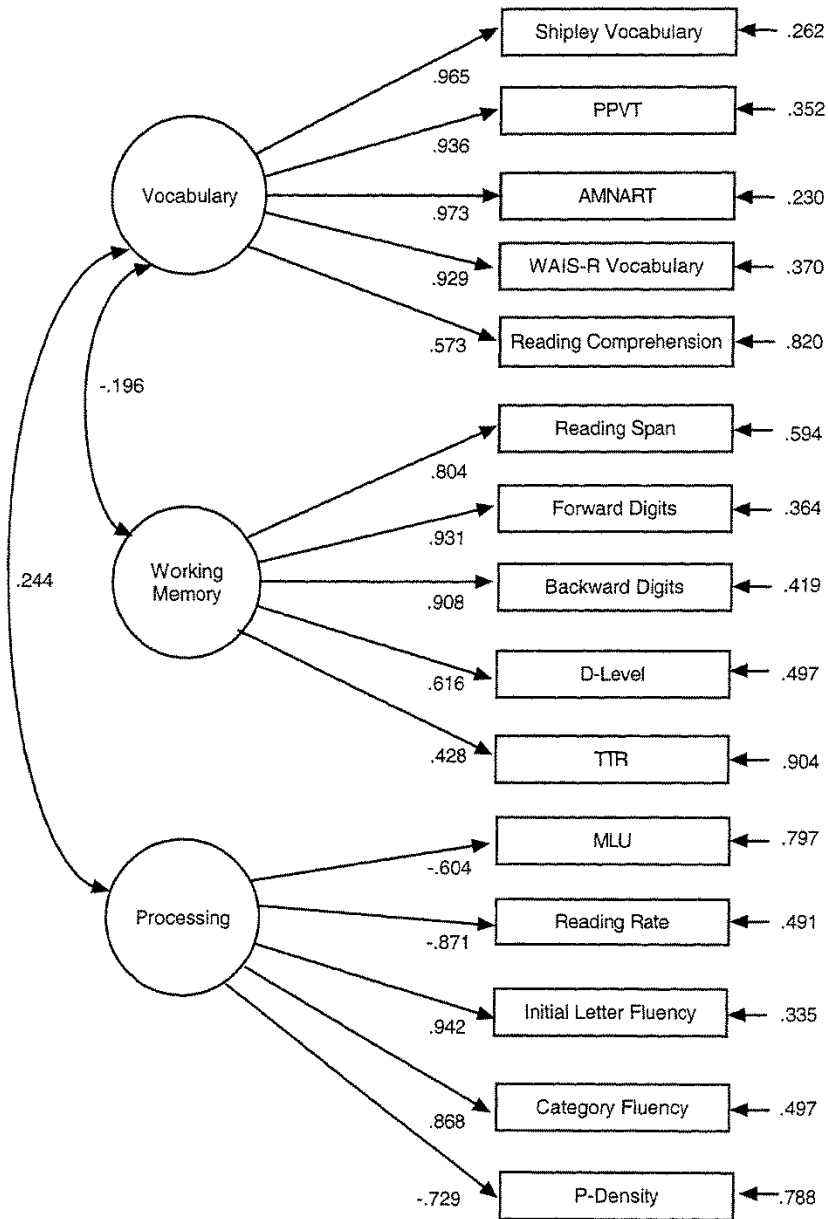 Shipley Vocabulary
.262
.965
PPVT
.352
.936
Vocabulary
AMNART
.230
.973
WAIS-R Vocabulary
.370
.929
Reading Comprehension
.820
.573
-.196
Reading Span
.594
.804
Forward Digits
.364
.931
.244
Working
Memory
Backward Digits
.419
.908
D-Level
.497
.616
TTR
.904
.428
MLU
.797
-.604
Processing
Reading Rate
.491
-.871
Initial Letter Fluency
.335
.942
Category Fluency
.497
.868
P-Density
.788
-.729